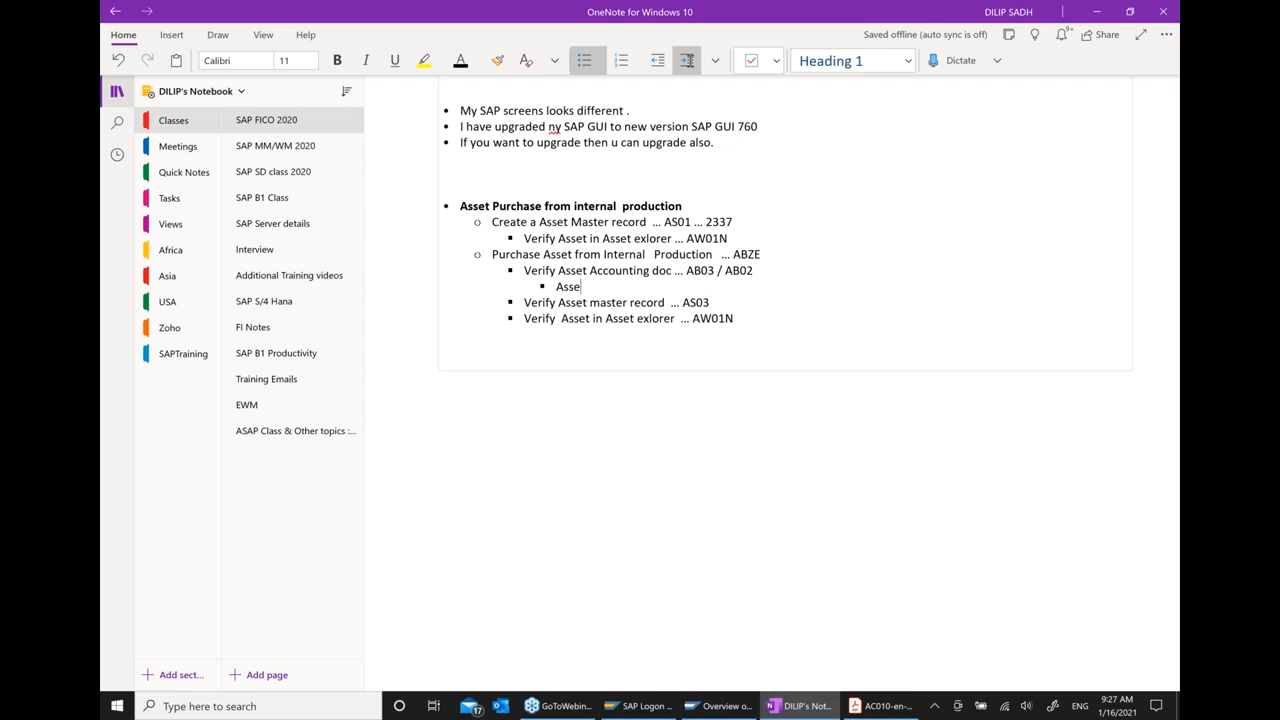 OneNote for Windows 10
DILIP SADH
Home
Insert
Draw
View
Help
Saved offline (auto sync is off)
9+
Share
Calibri
11
B
I
U
A
Heading 1
Dictate
DILIP's Notebook
Classes
Meetings
Quick Notes
Tasks
Views
Africa
Asia
USA
Zoho
SAPTraining
SAP FICO 2020
SAP MM/WM 2020
SAP SD class 2020
SAP B1 Class
SAP Server details
Interview
Additional Training videos
SAP S/4 Hana
FI Notes
SAP B1 Productivity
Training Emails
EWM
ASAP Class & Other topics :...
My SAP screens looks different .
I have upgraded ny SAP GUI to new version SAP GUI 760
If you want to upgrade then u can upgrade also.
Asset Purchase from internal production
Create a Asset Master record ... AS01 ... 2337
Verify Asset in Asset exlorer ... AW01N
Purchase Asset from Internal Production ... ABZE
Verify Asset Accounting doc ... AB03 / AB02
Asse
Verify Asset master record ... AS03
Verify Asset in Asset exlorer ... AW01N
Add sect...
Add page
Type here to search
17
GoToWebin...
SAP Logon ...
Overview o...
DILIP's Not...
AC010-en-...
ENG
9:27 AM
1/16/2021